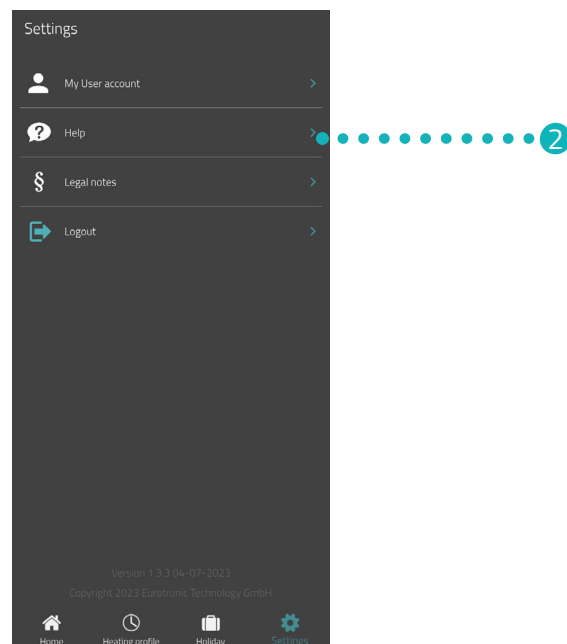 Settings
My User account
Help
2
§ Legal notes
Logout
Version 1.3.3 04-07-2023
Copyright 2023 Eurotronic Technology GmbH
Home Heating profile Holiday Settings